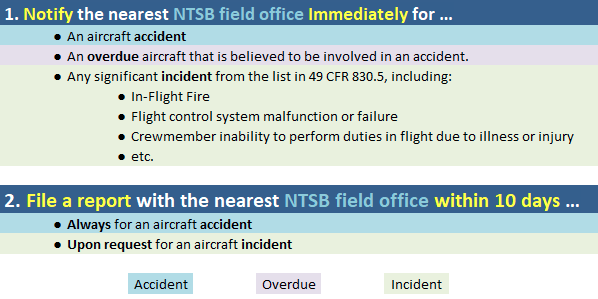 1. Notify the nearest NTSB field office Immediately for ...
● An aircraft accident
● An overdue aircraft that is believed to be involved in an accident.
● Any significant incident from the list in 49 CFR 830.5, including:
● In-Flight Fire
● Flight control system malfunction or failure
● Crewmember inability to perform duties in flight due to illness or injury
● etc.
2. File a report with the nearest NTSB field office within 10 days ...
● Always for an aircraft accident
● Upon request for an aircraft incident
Accident Overdue Incident